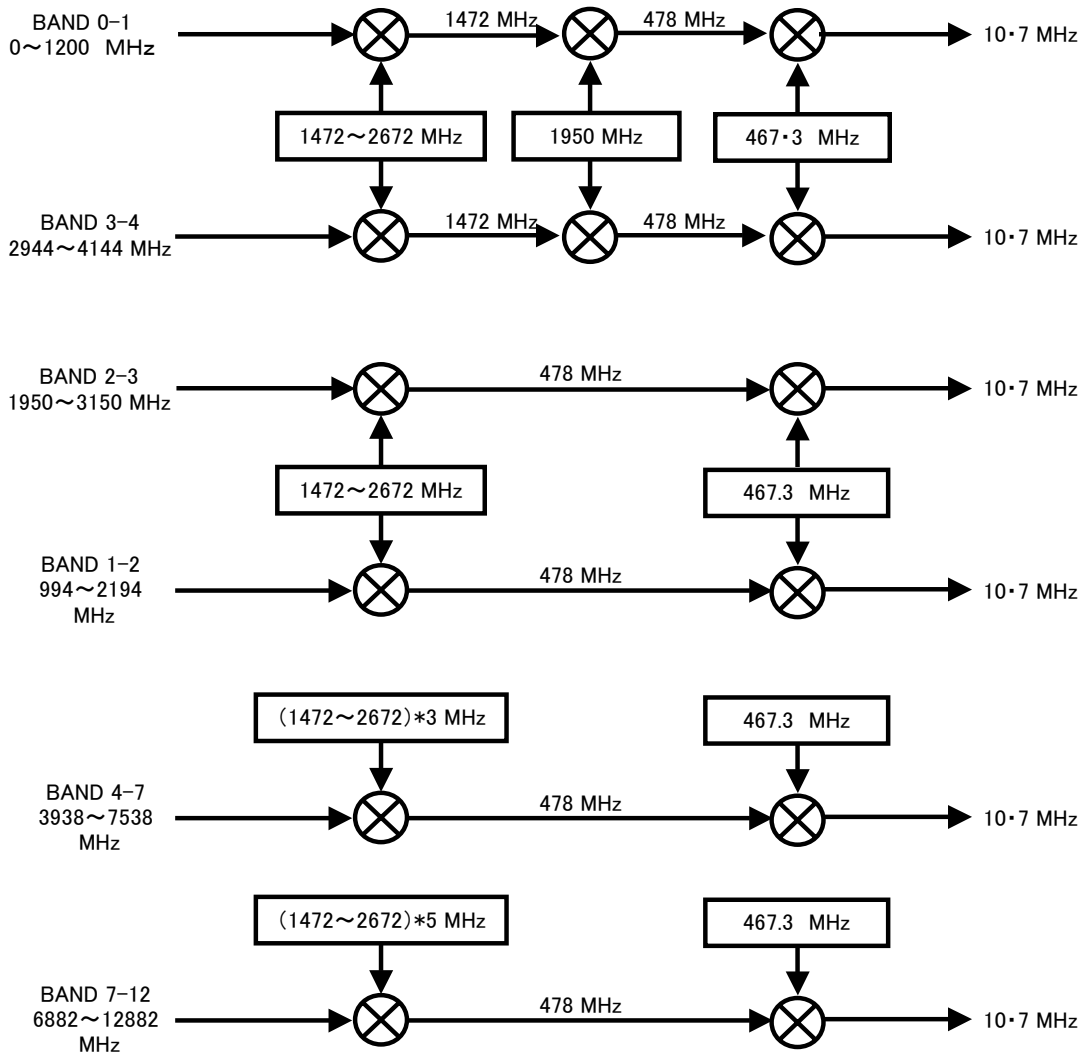 BAND 0-1
0～1200 MHz
1472 MHz
478 MHz
10・7 MHz
1472～2672 MHz
1950 MHz
467・3 MHz
BAND 3-4
2944～4144 MHz
1472 MHz
478 MHz
10・7 MHz
BAND 2-3
1950～3150 MHz
478 MHz
10・7 MHz
1472～2672 MHz
467.3 MHz
BAND 1-2
994～2194
MHz
478 MHz
10・7 MHz
(1472～2672)*3 MHz
467.3 MHz
BAND 4-7
3938～7538
MHz
478 MHz
10・7 MHz
(1472～2672)*5 MHz
467.3 MHz
BAND 7-12
6882～12882
MHz
478 MHz
10・7 MHz